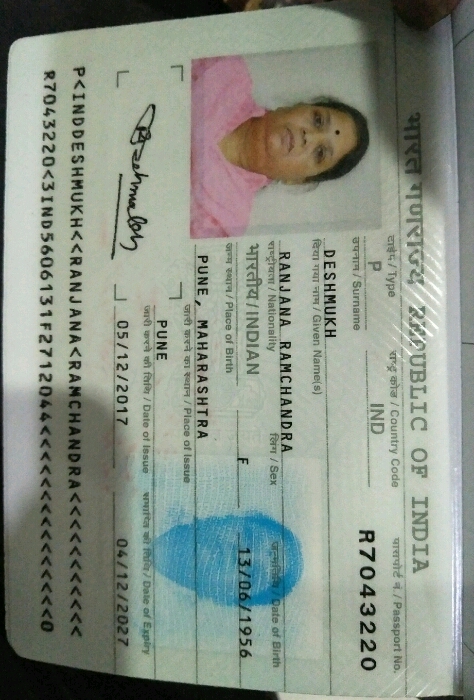 भारत गणराज्य REPUBLIC OF INDIA
टाईप / Type राष्ट्र कोड / Country Code पासपोर्ट नं / Passport No.
P IND R7043220
उपनाम / Surname
DESHMUKH
दिया गया नाम / Given Name(s)
RANJANA RAMCHANDRA
राष्ट्रीयता / Nationality लिंग / Sex जन्मतिथि / Date of Birth
भारतीय / INDIAN F 13/06/1956
जन्म स्थान / Place of Birth
PUNE, MAHARASHTRA
जारी करने का स्थान / Place of Issue
PUNE
जारी करने की तिथि / Date of Issue समाप्ति की तिथि / Date of Expiry
05/12/2017 04/12/2027
P<INDDESHMUKH<<RANJANA<RAMCHANDRA<<<<<<<<<<<
R7043220<3IND5606131F2712044<<<<<<<<<<<<<<<0